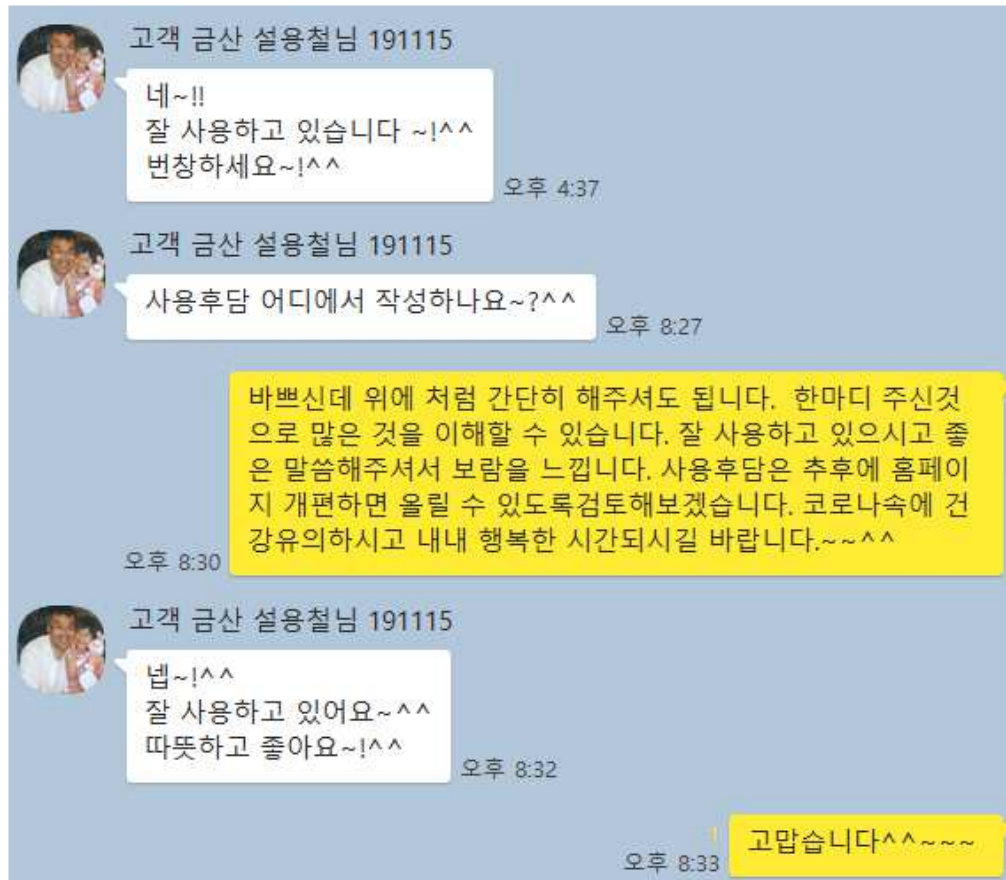 고객 금산 설용철님 191115
네~!!
잘 사용하고 있습니다 ~!^^
번창하세요~!^^
오후 4:37
고객 금산 설용철님 191115
사용후담 어디에서 작성하나요~?^^
오후 8:27
바쁘신데 위에 처럼 간단히 해주셔도 됩니다.  한마디 주신것
으로 많은 것을 이해할 수 있습니다. 잘 사용하고 있으시고 좋
은 말씀해주셔서 보람을 느낍니다. 사용후담은 추후에 홈페이
지 개편하면 올릴 수 있도록검토해보겠습니다. 코로나속에 건
강유의하시고 내내 행복한 시간되시길 바랍니다.~~^^
오후 8:30
고객 금산 설용철님 191115
넵~!^^
잘 사용하고 있어요~^^
따뜻하고 좋아요~!^^
오후 8:32
1
고맙습니다^^~~~
오후 8:33